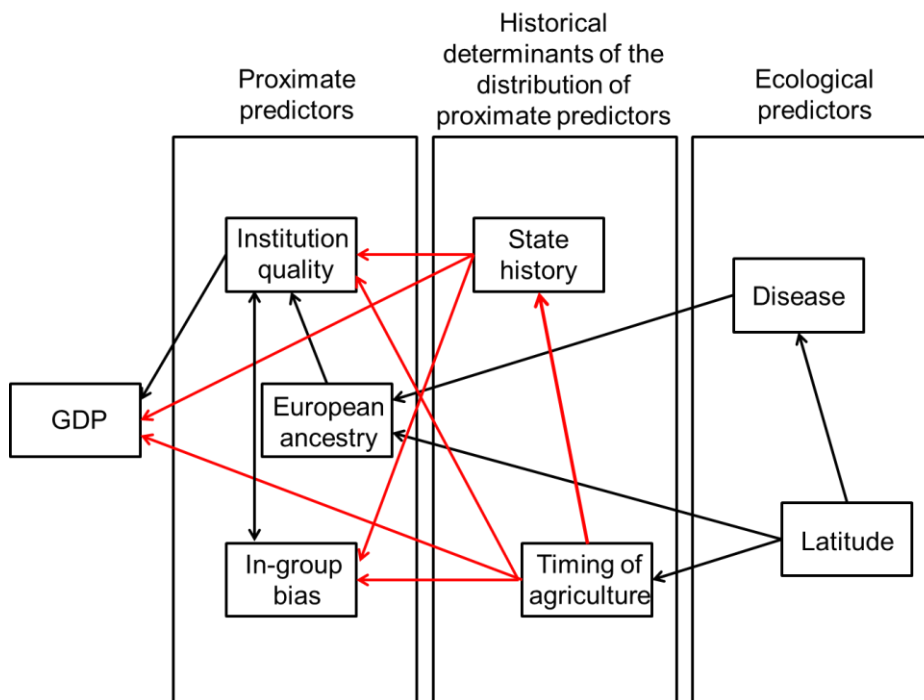 Proximate
predictors
Historical
determinants of the
distribution of
proximate predictors
Ecological
predictors
Institution
quality
State
history
Disease
GDP
European
ancestry
In-group
bias
Timing of
agriculture
Latitude